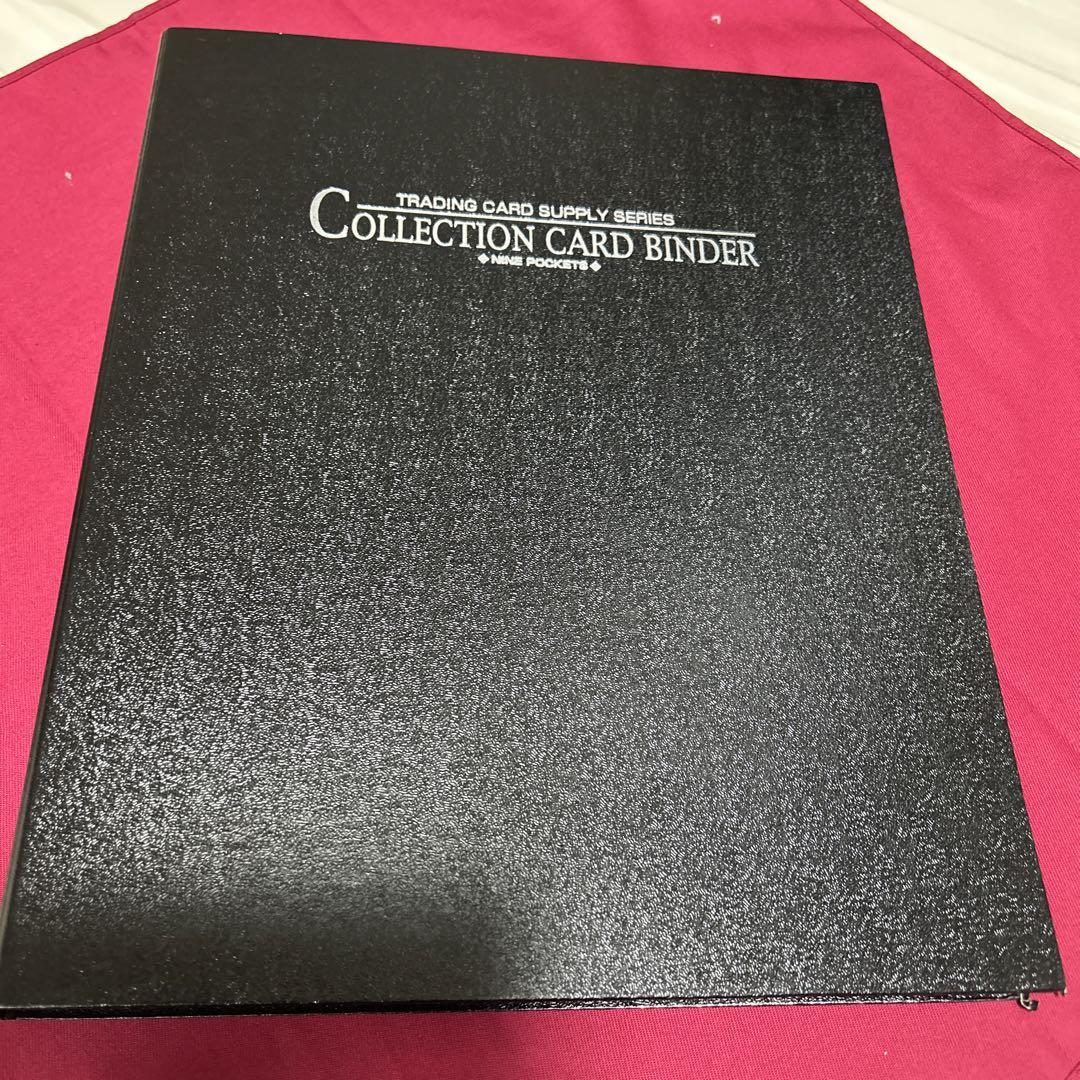 TRADING CARD SUPPLY SERIES
COLLECTION CARD BINDER
◆NINE POCKETS◆